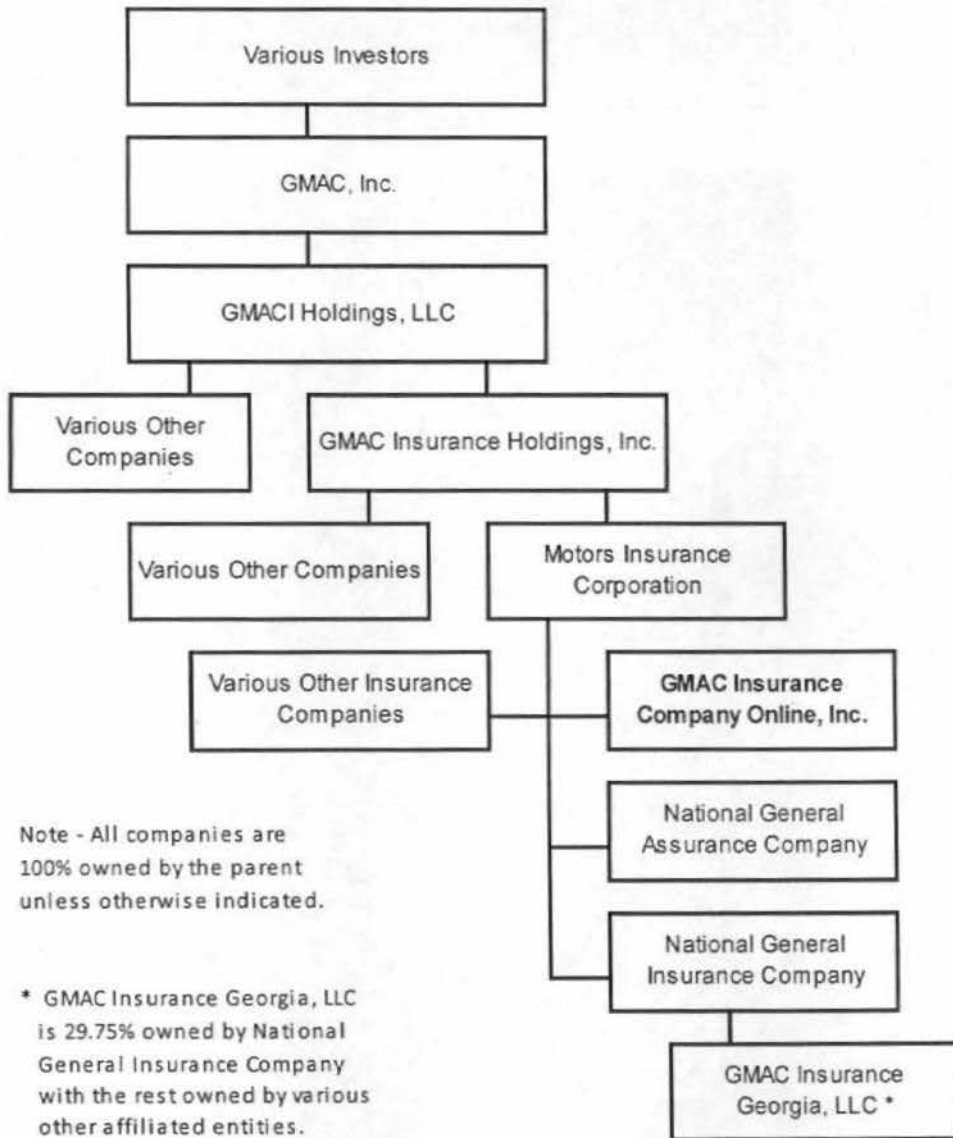 Various Investors
GMAC, Inc.
GMACI Holdings, LLC
Various Other
Companies
GMAC Insurance Holdings, Inc.
Various Other Companies
Motors Insurance
Corporation
Various Other Insurance
Companies
GMAC Insurance
Company Online, Inc.
National General
Assurance Company
National General
Insurance Company
GMAC Insurance
Georgia, LLC *
Note - All companies are
100% owned by the parent
unless otherwise indicated.
* GMAC Insurance Georgia, LLC
is 29.75% owned by National
General Insurance Company
with the rest owned by various
other affiliated entities.